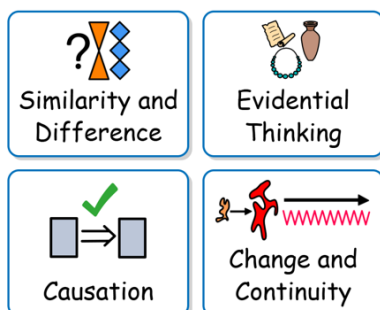 ?
Similarity and
Difference
Evidential
Thinking
Causation
Change and
Continuity